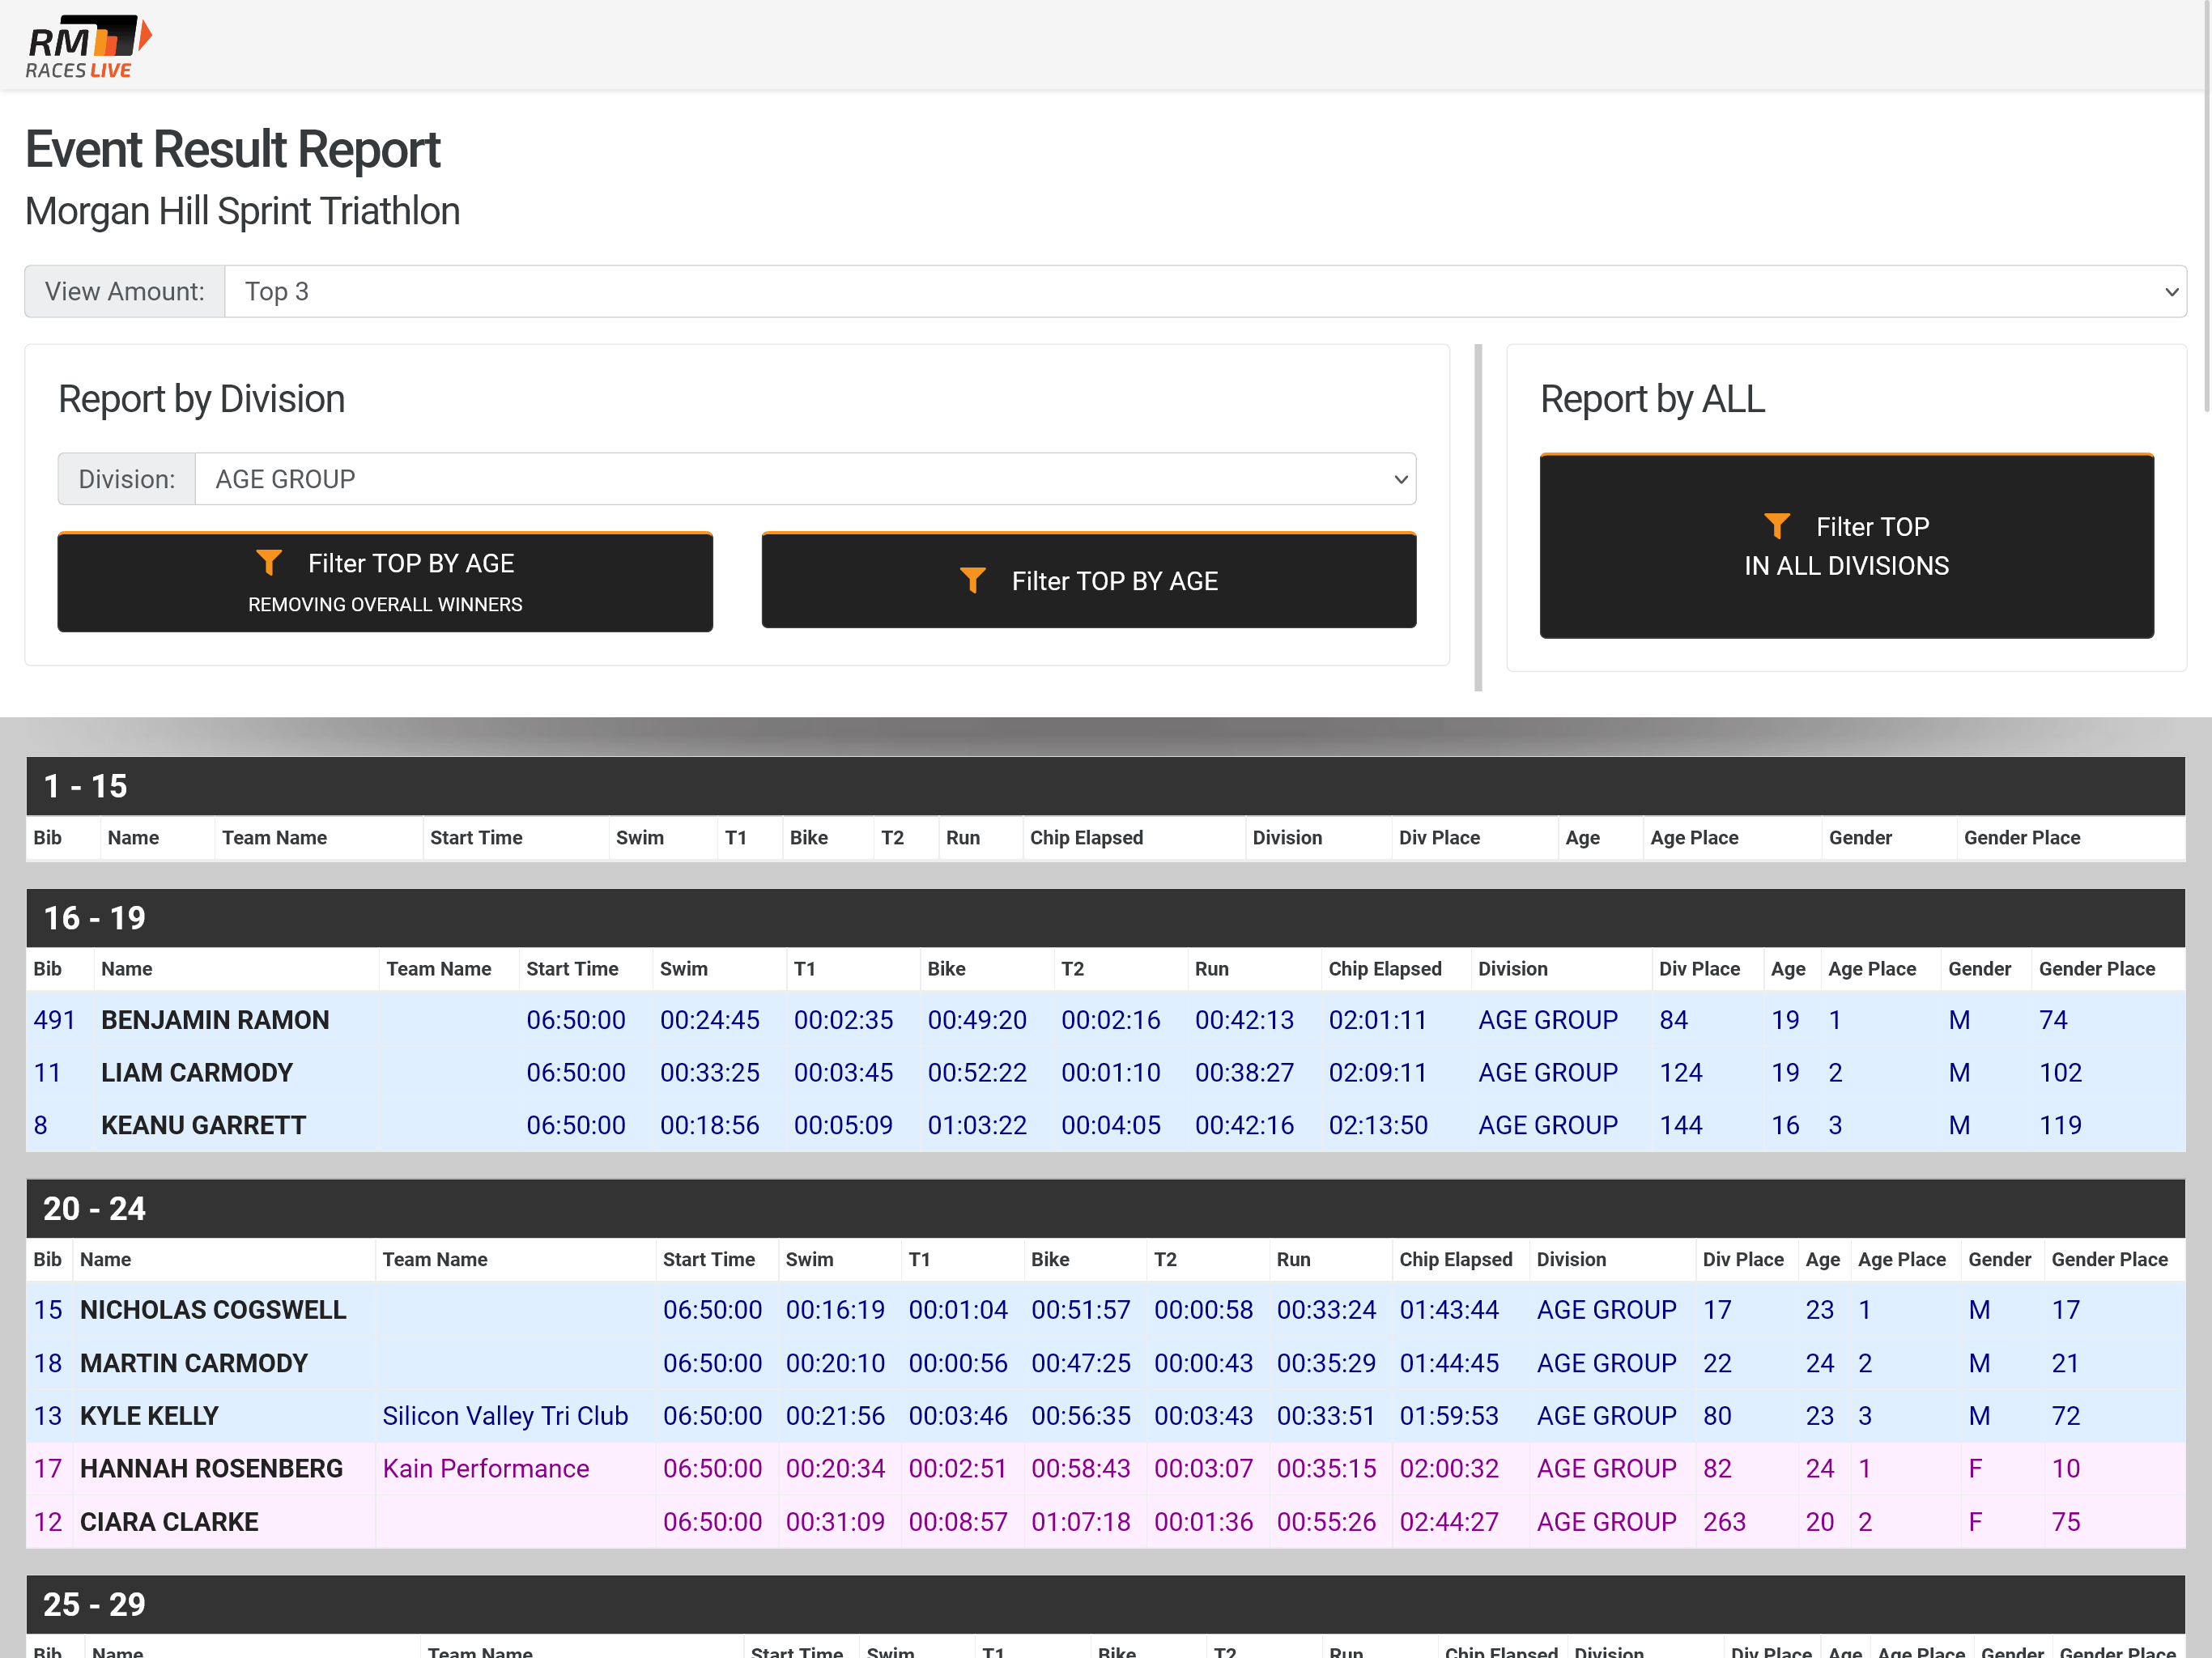 RM
RACES LIVE
Event Result Report
Morgan Hill Sprint Triathlon
View Amount: Top 3
Report by Division
Division: AGE GROUP
Filter TOP BY AGE
REMOVING OVERALL WINNERS
Filter TOP BY AGE
Report by ALL
Filter TOP
IN ALL DIVISIONS
1 - 15
Bib Name Team Name Start Time Swim T1 Bike T2 Run Chip Elapsed Division Div Place Age Age Place Gender Gender Place
16 - 19
Bib Name Team Name Start Time Swim T1 Bike T2 Run Chip Elapsed Division Div Place Age Age Place Gender Gender Place
491 BENJAMIN RAMON 06:50:00 00:24:45 00:02:35 00:49:20 00:02:16 00:42:13 02:01:11 AGE GROUP 84 19 1 M 74
11 LIAM CARMODY 06:50:00 00:33:25 00:03:45 00:52:22 00:01:10 00:38:27 02:09:11 AGE GROUP 124 19 2 M 102
8 KEANU GARRETT 06:50:00 00:18:56 00:05:09 01:03:22 00:04:05 00:42:16 02:13:50 AGE GROUP 144 16 3 M 119
20 - 24
Bib Name Team Name Start Time Swim T1 Bike T2 Run Chip Elapsed Division Div Place Age Age Place Gender Gender Place
15 NICHOLAS COGSWELL 06:50:00 00:16:19 00:01:04 00:51:57 00:00:58 00:33:24 01:43:44 AGE GROUP 17 23 1 M 17
18 MARTIN CARMODY 06:50:00 00:20:10 00:00:56 00:47:25 00:00:43 00:35:29 01:44:45 AGE GROUP 22 24 2 M 21
13 KYLE KELLY Silicon Valley Tri Club 06:50:00 00:21:56 00:03:46 00:56:35 00:03:43 00:33:51 01:59:53 AGE GROUP 80 23 3 M 72
17 HANNAH ROSENBERG Kain Performance 06:50:00 00:20:34 00:02:51 00:58:43 00:03:07 00:35:15 02:00:32 AGE GROUP 82 24 1 F 10
12 CIARA CLARKE 06:50:00 00:31:09 00:08:57 01:07:18 00:01:36 00:55:26 02:44:27 AGE GROUP 263 20 2 F 75
25 - 29
Bib Name Team Name Start Time Swim T1 Bike T2 Run Chip Elapsed Division Div Place Age Age Place Gender Gender Place